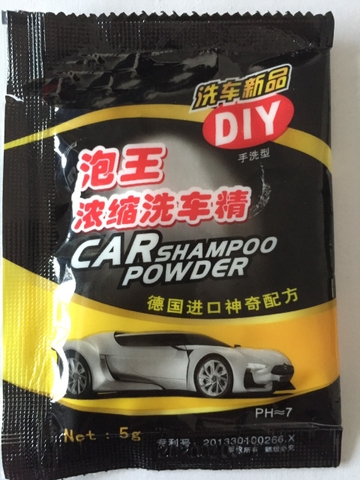 洗车新品
DIY
手洗型
泡王
浓缩洗车精
CAR SHAMPOO
POWDER
德国进口神奇配方
PH≈7
Net:5g
专利号:201330100266.X